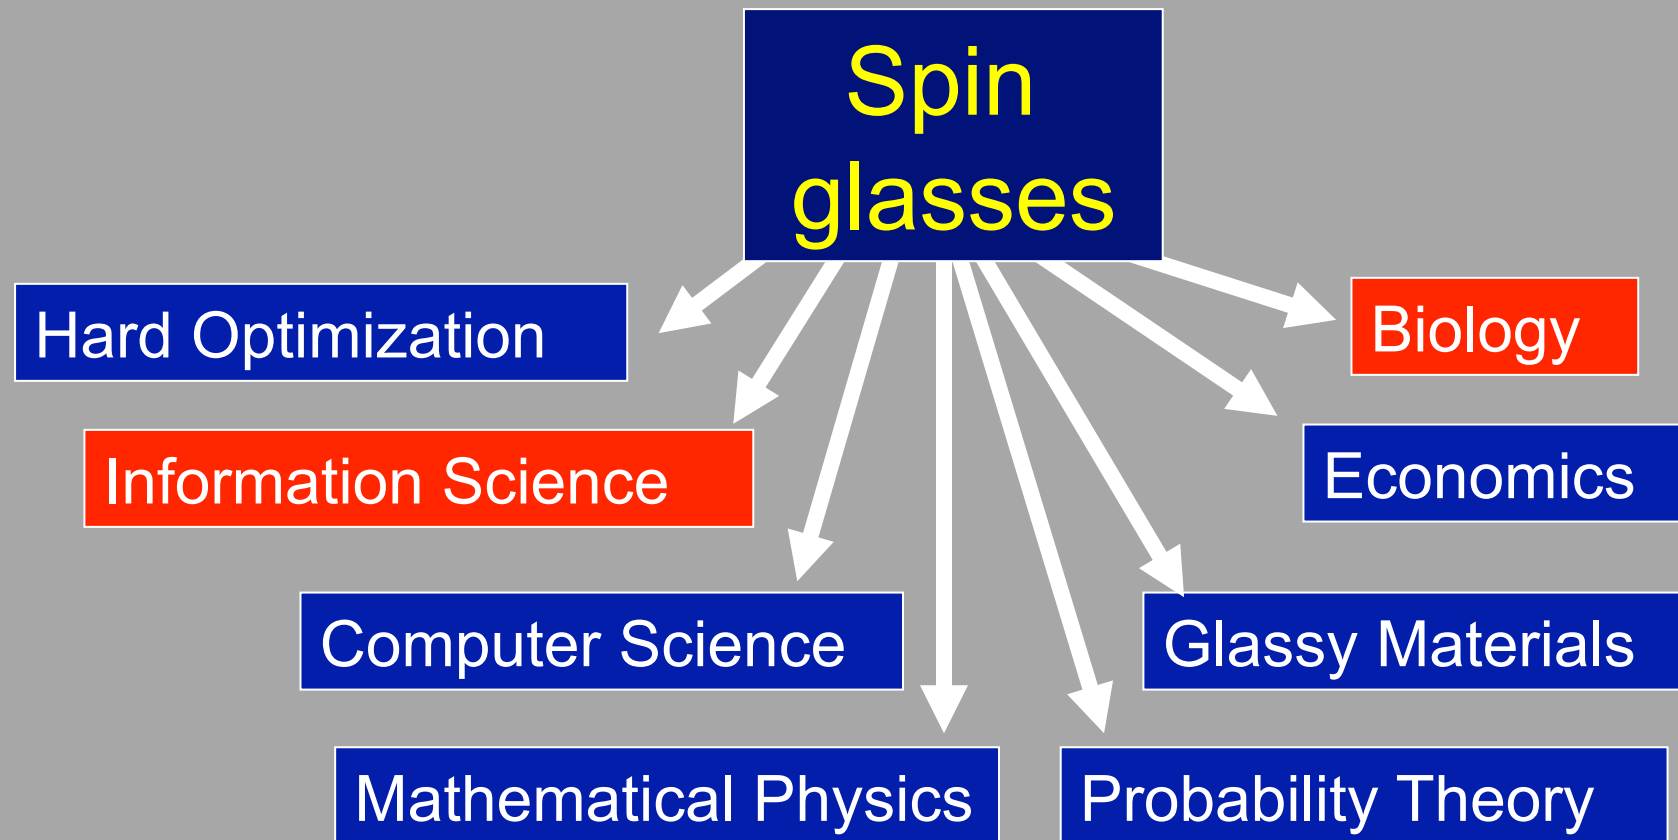 Spin
glasses
Hard Optimization
Biology
Information Science
Economics
Computer Science
Glassy Materials
Mathematical Physics
Probability Theory